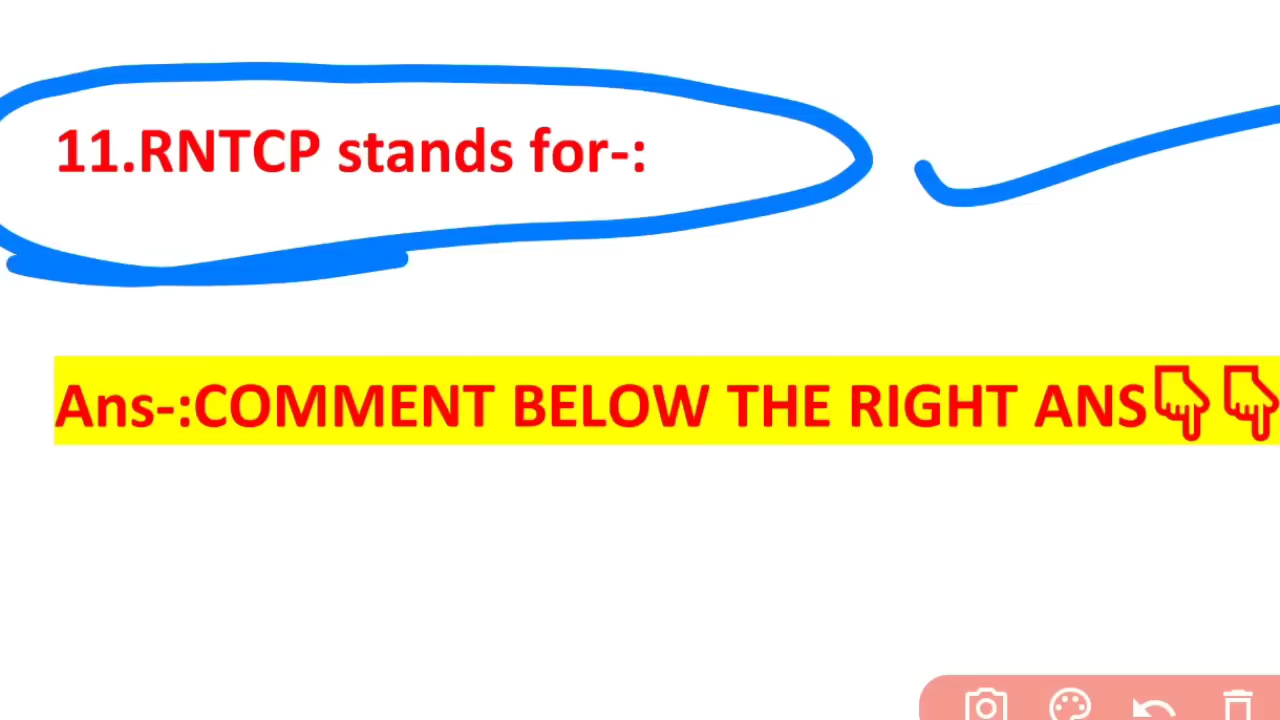 11.RNTCP stands for-:
Ans-:COMMENT BELOW THE RIGHT ANS👇👇